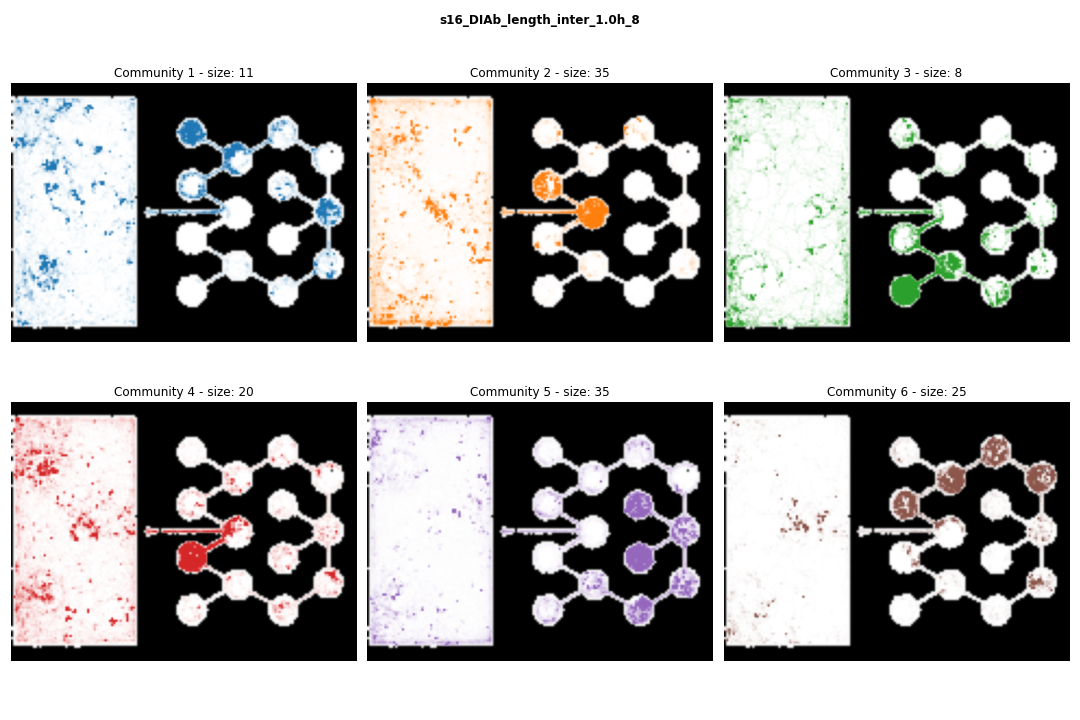 s16_DIAb_length_inter_1.0h_8
Community 1 - size: 11
Community 2 - size: 35
Community 3 - size: 8
Community 4 - size: 20
Community 5 - size: 35
Community 6 - size: 25